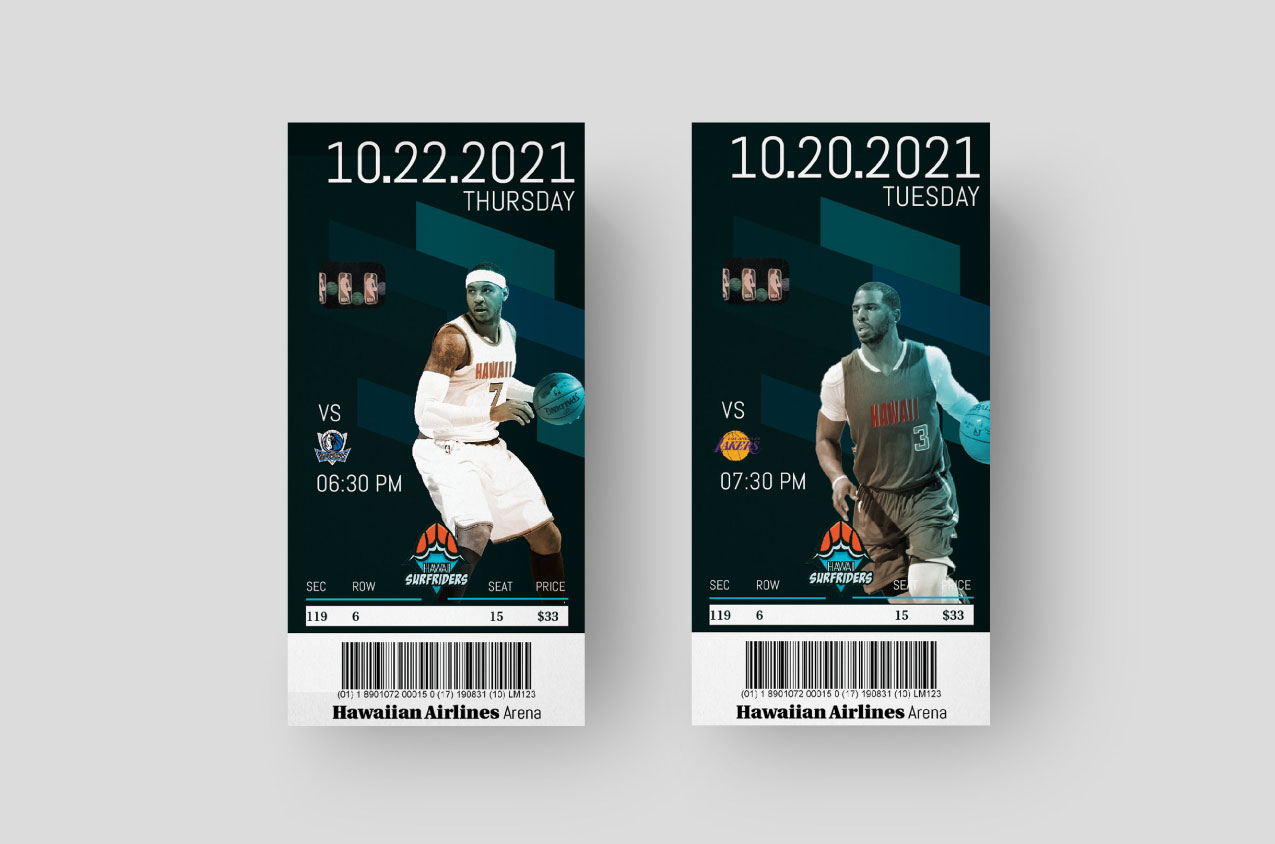 10.22.2021
THURSDAY
HAWAII
7
VS
06:30 PM
HAWAII
SURFRIDERS
SEC ROW SEAT PRICE
119 6 15 $33
(01) 1 8901072 00015 0 (17) 190831 (10) LM123
Hawaiian Airlines Arena
10.20.2021
TUESDAY
HAWAII
3
VS
LAKERS
07:30 PM
HAWAII
SURFRIDERS
SEC ROW SEAT PRICE
119 6 15 $33
(01) 1 8901072 00015 0 (17) 190831 (10) LM123
Hawaiian Airlines Arena